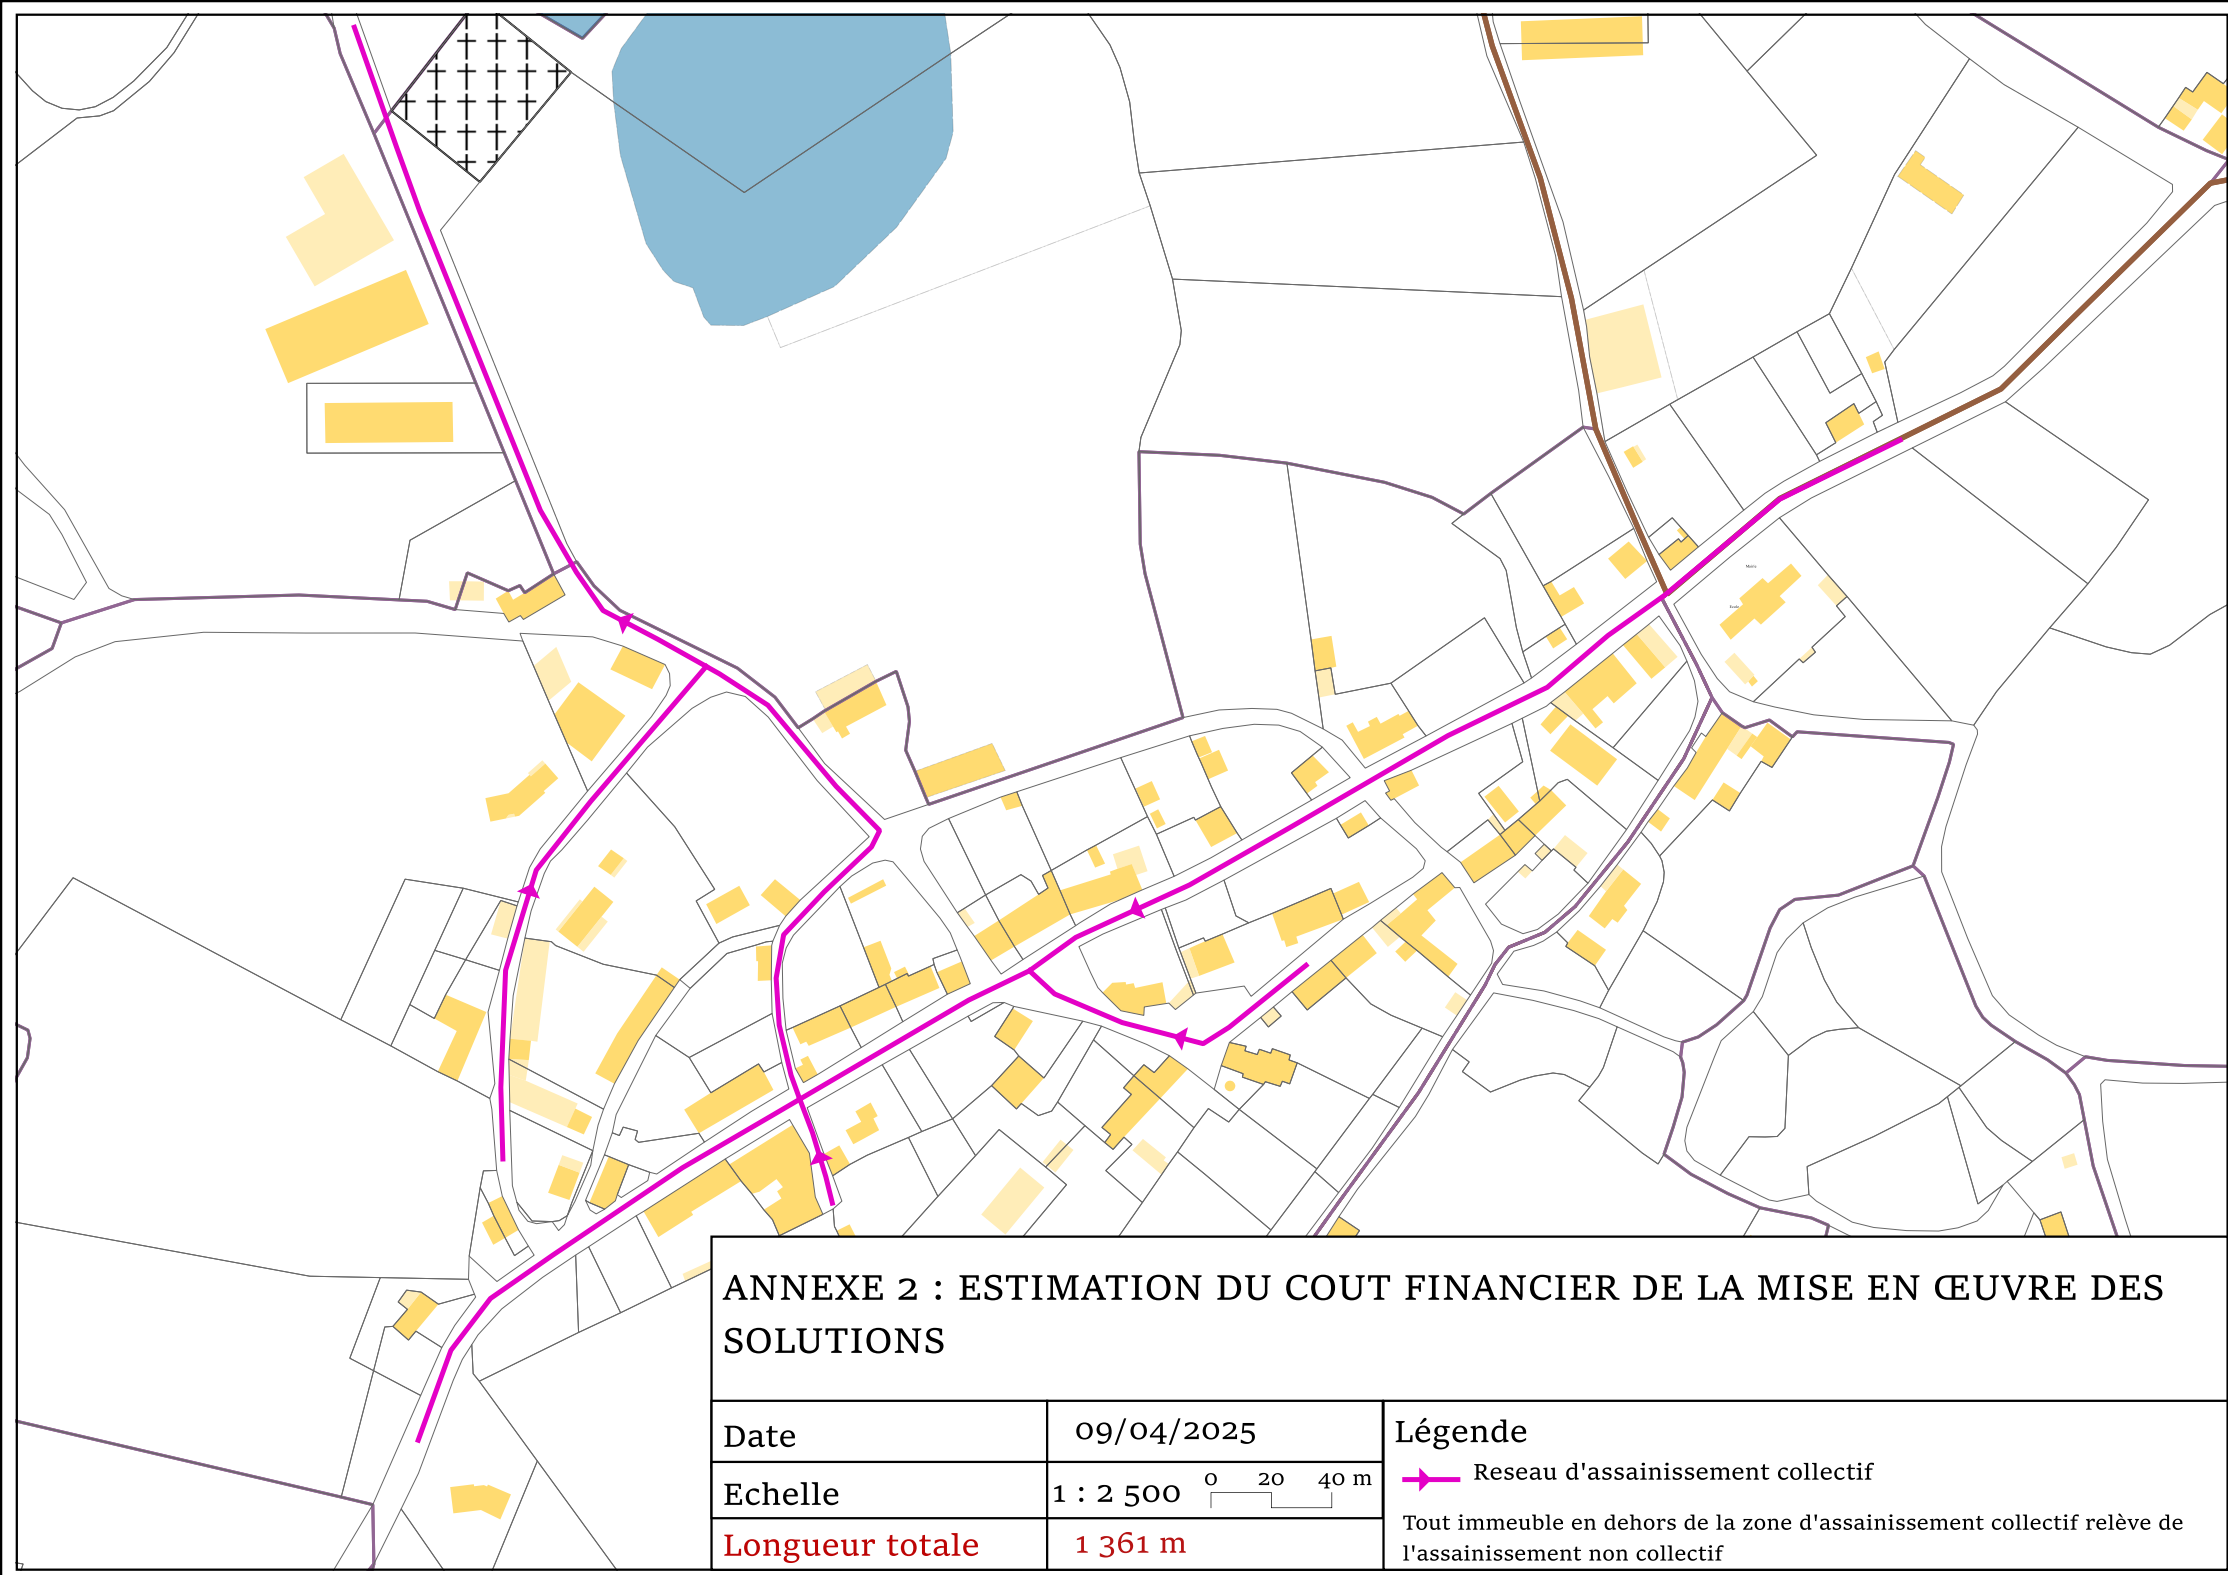 Mairie
ANNEXE 2 : ESTIMATION DU COUT FINANCIER DE LA MISE EN ŒUVRE DES
SOLUTIONS
Date
09/04/2025
Echelle
1 : 2 500
0 20 40 m
Longueur totale
1 361 m
Légende
Reseau d'assainissement collectif
Tout immeuble en dehors de la zone d'assainissement collectif relève de
l'assainissement non collectif